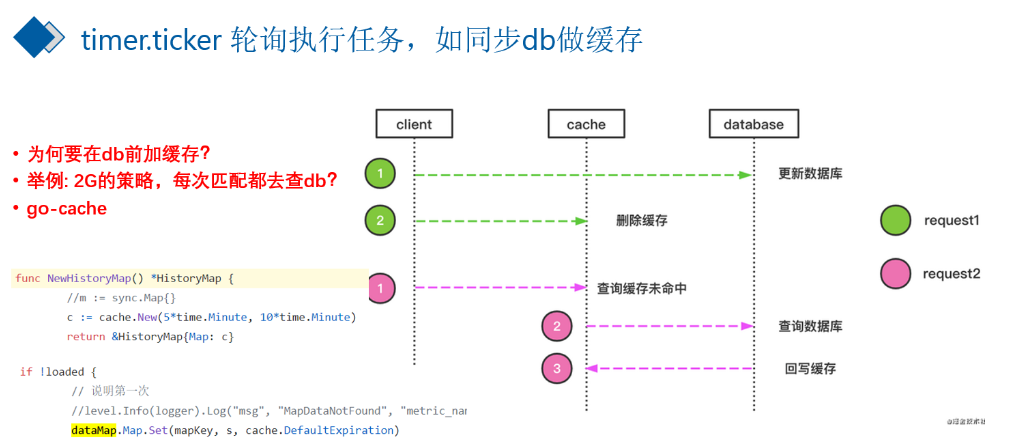 timer.ticker 轮询执行任务，如同步db做缓存
• 为何要在db前加缓存？
• 举例: 2G的策略，每次匹配都去查db？
• go-cache
func NewHistoryMap() *HistoryMap {
//m := sync.Map{}
c := cache.New(5*time.Minute, 10*time.Minute)
return &HistoryMap{Map: c}
if !loaded {
// 说明第一次
//level.Info(logger).Log("msg", "MapDataNotFound", "metric_nam
dataMap.Map.Set(mapKey, s, cache.DefaultExpiration)
client
cache
database
1
更新数据库
2
删除缓存
1
查询缓存未命中
2
查询数据库
3
回写缓存
request1
request2
@掘金技术社